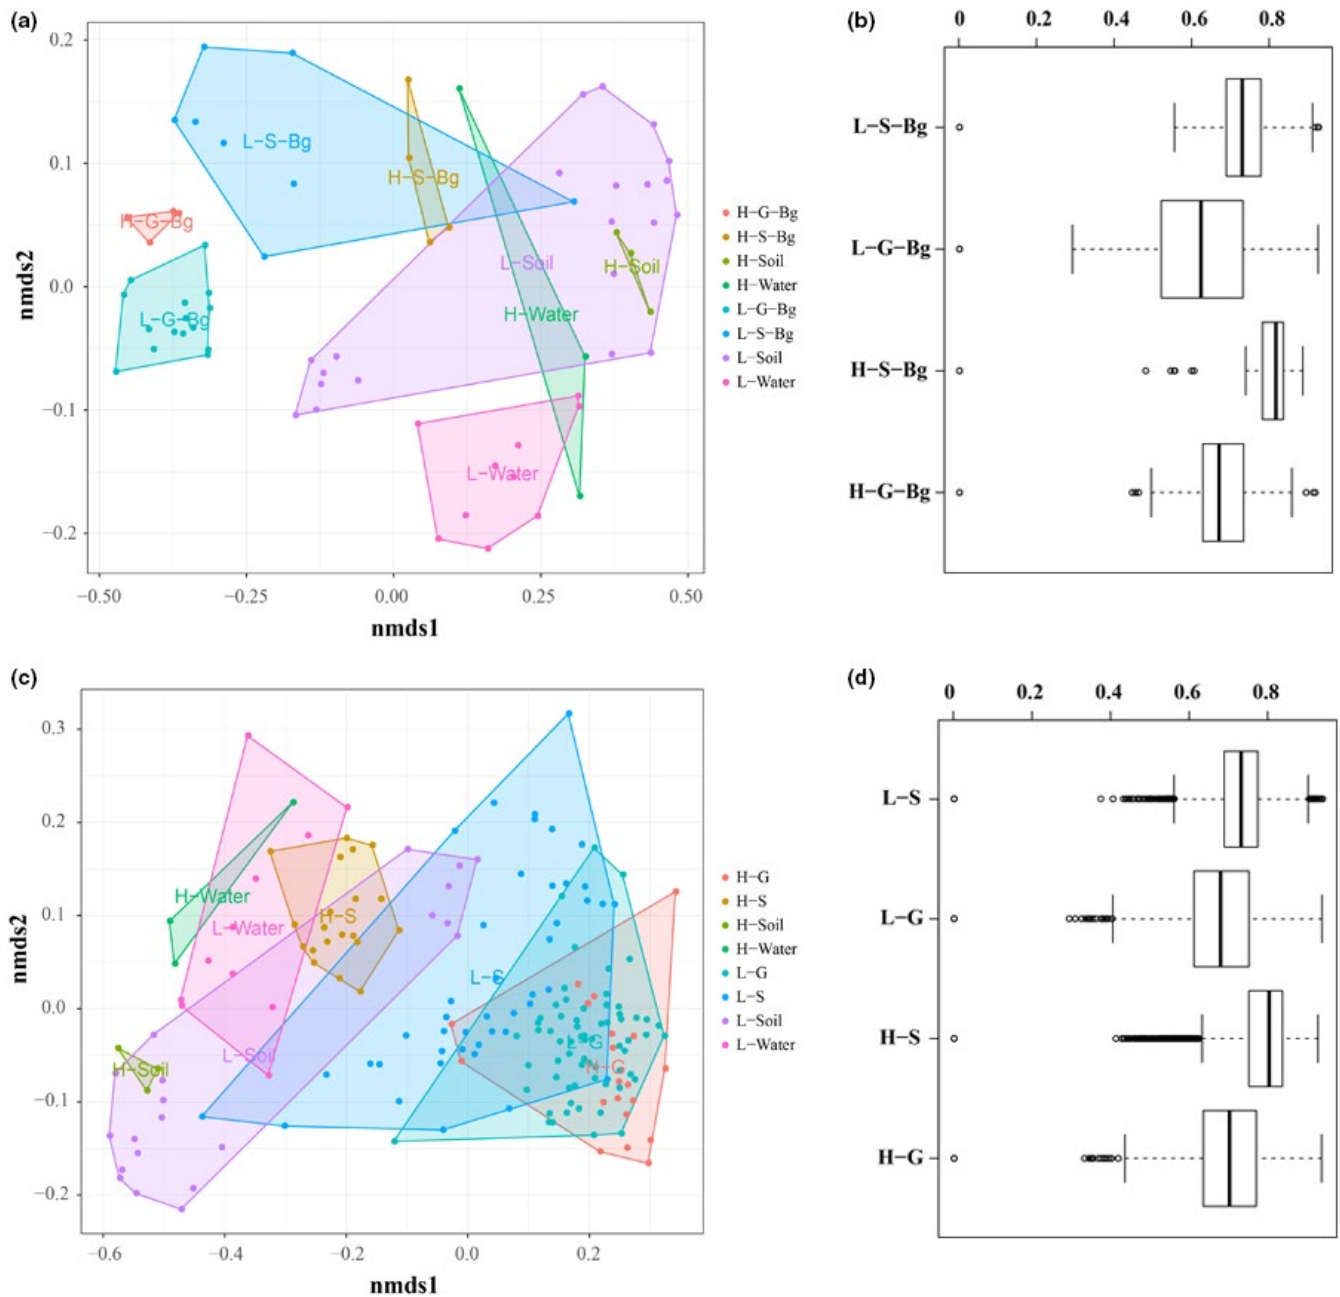 (a)
0.2
0.1
0.0
−0.1
−0.2
nmds2
−0.50
−0.25
0.00
0.25
0.50
nmds1
L−S−Bg
H−S−Bg
H−G−Bg
L−G−Bg
L−Soil
H−Soil
H−Water
L−Water
H−G−Bg
H−S−Bg
H−Soil
H−Water
L−G−Bg
L−S−Bg
L−Soil
L−Water
(b)
0 0.2 0.4 0.6 0.8
L−S−Bg
L−G−Bg
H−S−Bg
H−G−Bg
(c)
0.3
0.2
0.1
0.0
−0.1
−0.2
nmds2
−0.6
−0.4
−0.2
0.0
0.2
nmds1
H−Water
L−Water
H−S
L−S
L−Soil
H−Soil
L−G
H−G
H−G
H−S
H−Soil
H−Water
L−G
L−S
L−Soil
L−Water
(d)
0 0.2 0.4 0.6 0.8
L−S
L−G
H−S
H−G